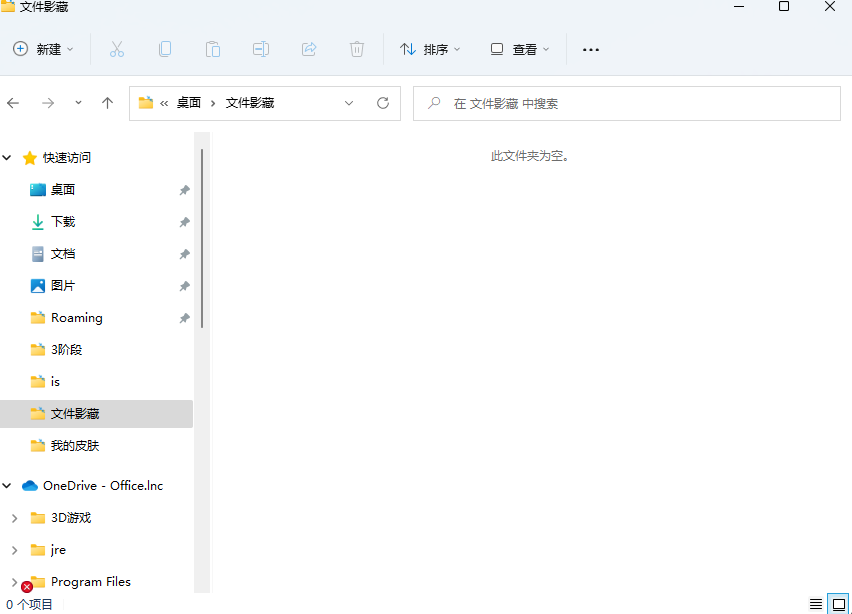 文件影藏
新建
排序
查看
« 桌面 › 文件影藏
在 文件影藏 中搜索
快速访问
桌面
下载
文档
图片
Roaming
3阶段
is
文件影藏
我的皮肤
OneDrive - Office.Inc
3D游戏
jre
Program Files
此文件夹为空。
0 个项目